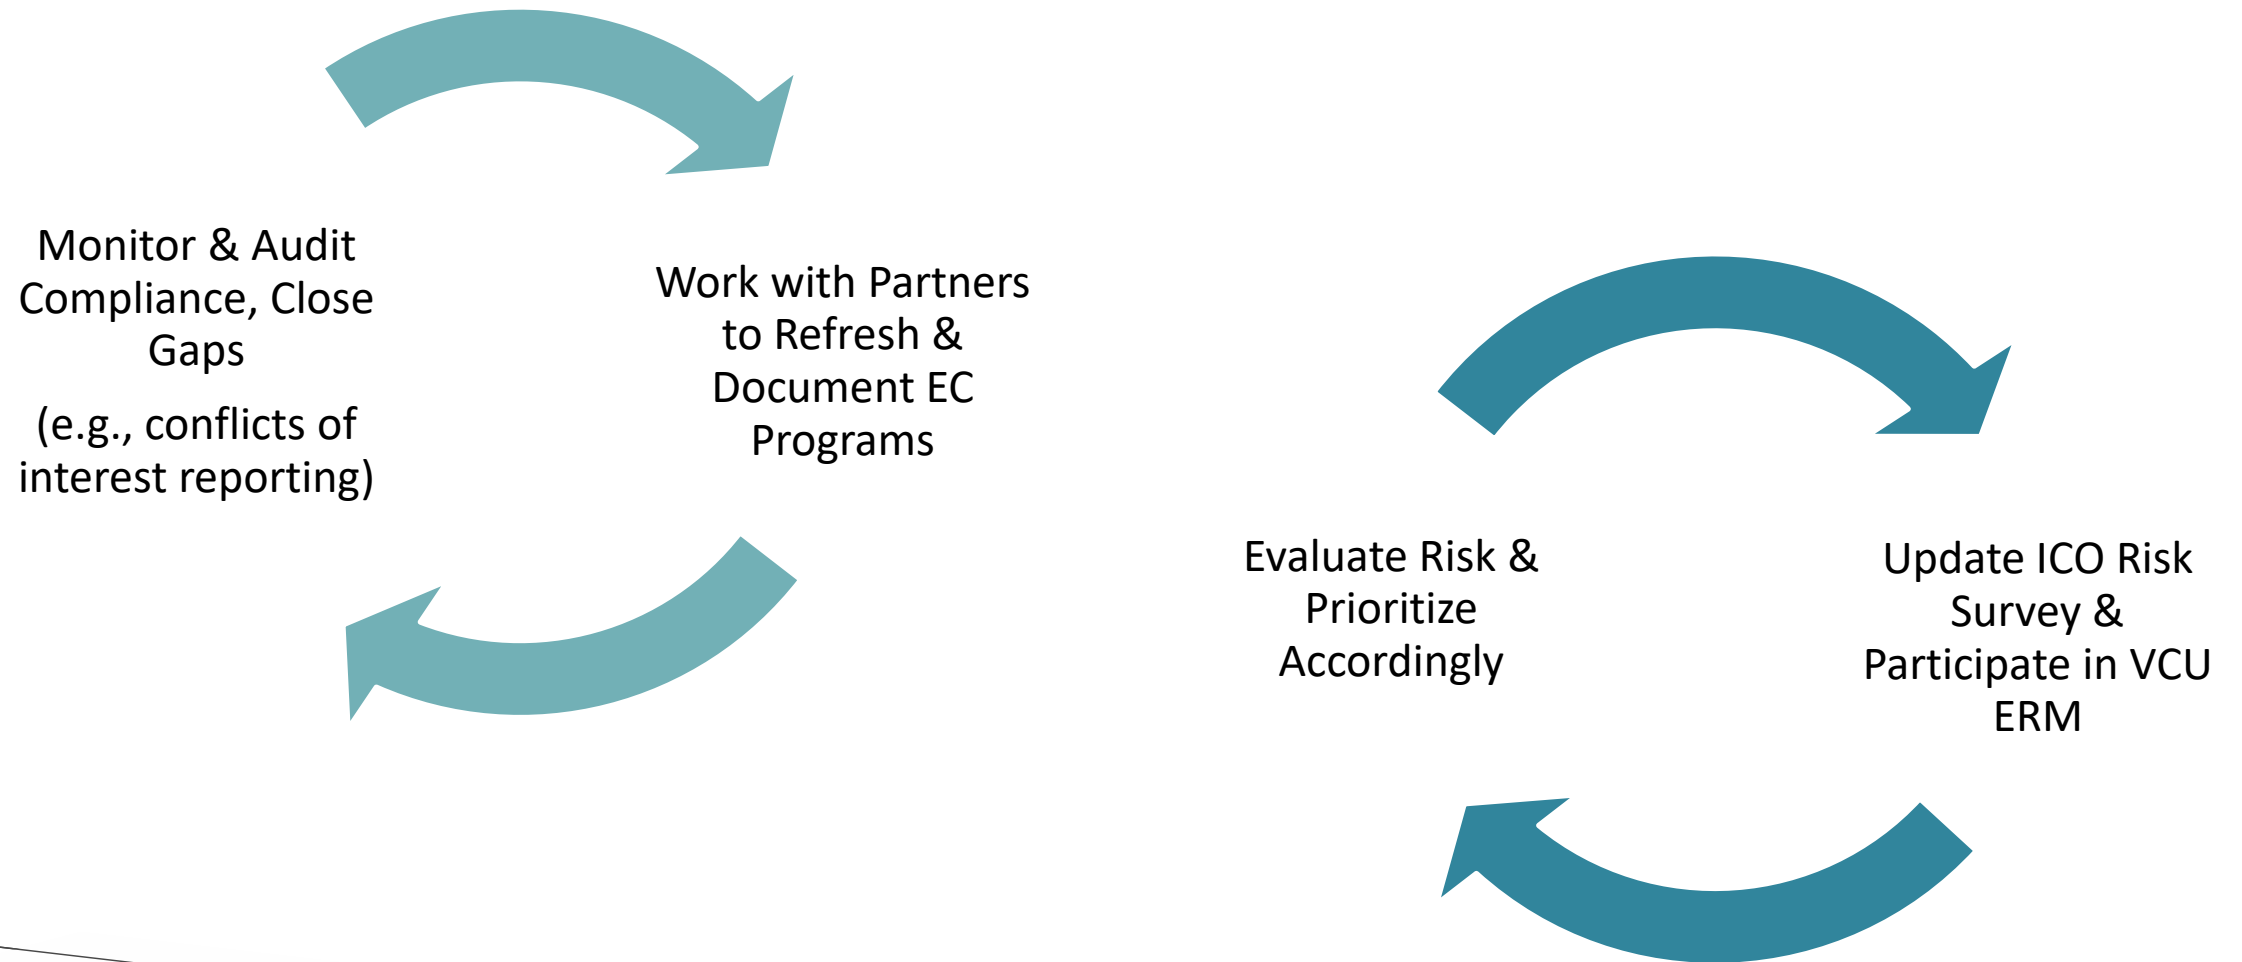 Monitor & Audit
Compliance, Close
Gaps
(e.g., conflicts of
interest reporting)
Work with Partners
to Refresh &
Document EC
Programs
Evaluate Risk &
Prioritize
Accordingly
Update ICO Risk
Survey &
Participate in VCU
ERM